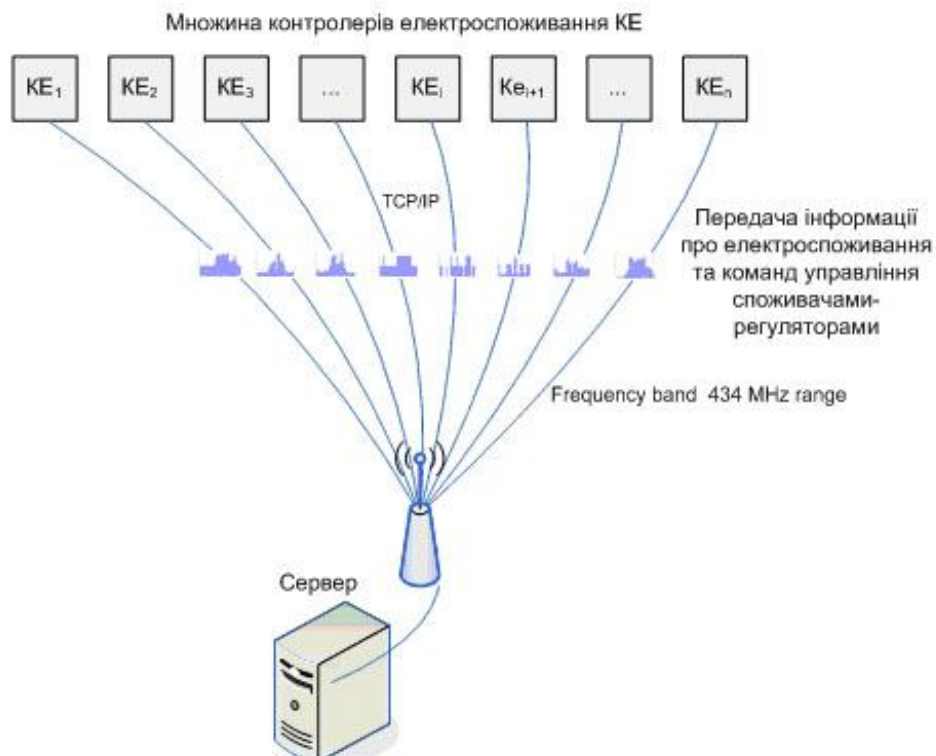 Множина контролерів електроспоживання КЕ
КЕ₁ КЕ₂ КЕ₃ ... КЕᵢ Кеᵢ₊₁ ... КЕₙ
TCP/IP
Передача інформації
про електроспоживання
та команд управління
споживачами-
регуляторами
Frequency band 434 MHz range
Сервер